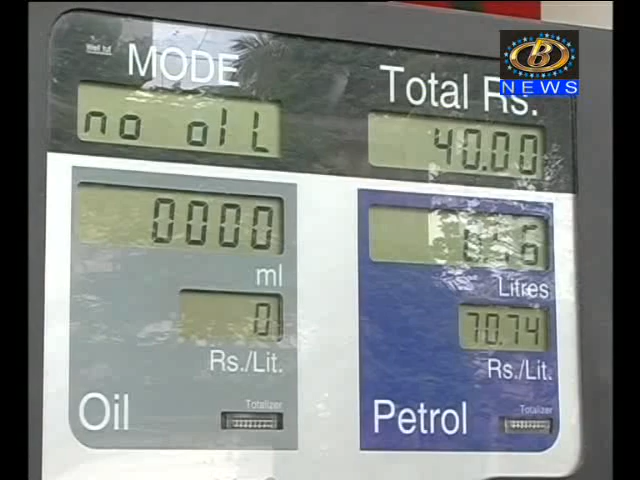 B
NEWS
MODE
Total Rs.
no oIL
40.00
0000
ml
Litres
0
70.74
Rs./Lit.
Rs./Lit.
Totalizer
Totalizer
Oil
Petrol